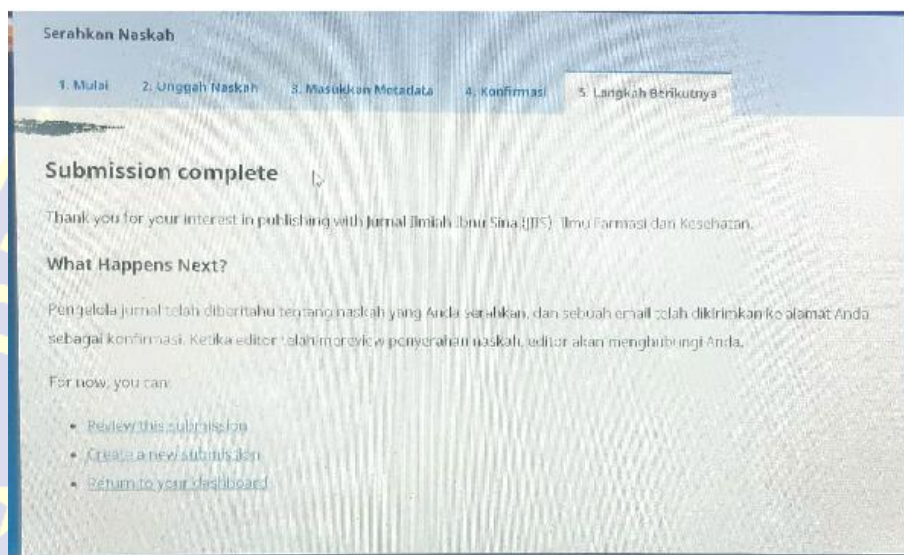 Serahkan Naskah
1. Mulai 2. Unggah Naskah 3. Masukkan Metadata 4. Konfirmasi 5. Langkah Berikutnya
Submission complete
Thank you for your interest in publishing with Jurnal Ilmiah Ibnu Sina (JIIS): Ilmu Farmasi dan Kesehatan.
What Happens Next?
Pengelola jurnal telah diberitahu tentang naskah yang Anda serahkan, dan sebuah email telah dikirimkan ke alamat Anda
sebagai konfirmasi. Ketika editor telah mereview penyerahan naskah, editor akan menghubungi Anda.
For now, you can:
• Review this submission
• Create a new submission
• Return to your dashboard